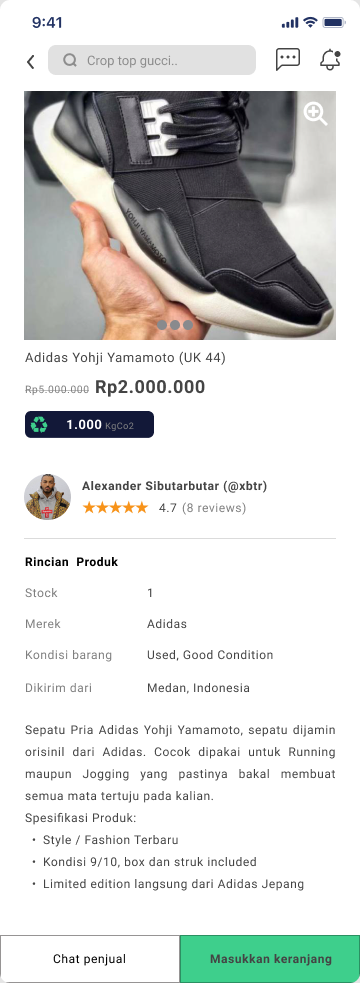 9:41
Crop top gucci..
YOHJI YAMAMOTO
Adidas Yohji Yamamoto (UK 44)
Rp5.000.000 Rp2.000.000
1.000 KgCo2
Alexander Sibutarbutar (@xbtr)
4.7 (8 reviews)
Rincian Produk
Stock 1
Merek Adidas
Kondisi barang Used, Good Condition
Dikirim dari Medan, Indonesia
Sepatu Pria Adidas Yohji Yamamoto, sepatu dijamin
orisinil dari Adidas. Cocok dipakai untuk Running
maupun Jogging yang pastinya bakal membuat
semua mata tertuju pada kalian.
Spesifikasi Produk:
• Style / Fashion Terbaru
• Kondisi 9/10, box dan struk included
• Limited edition langsung dari Adidas Jepang
Chat penjual Masukkan keranjang